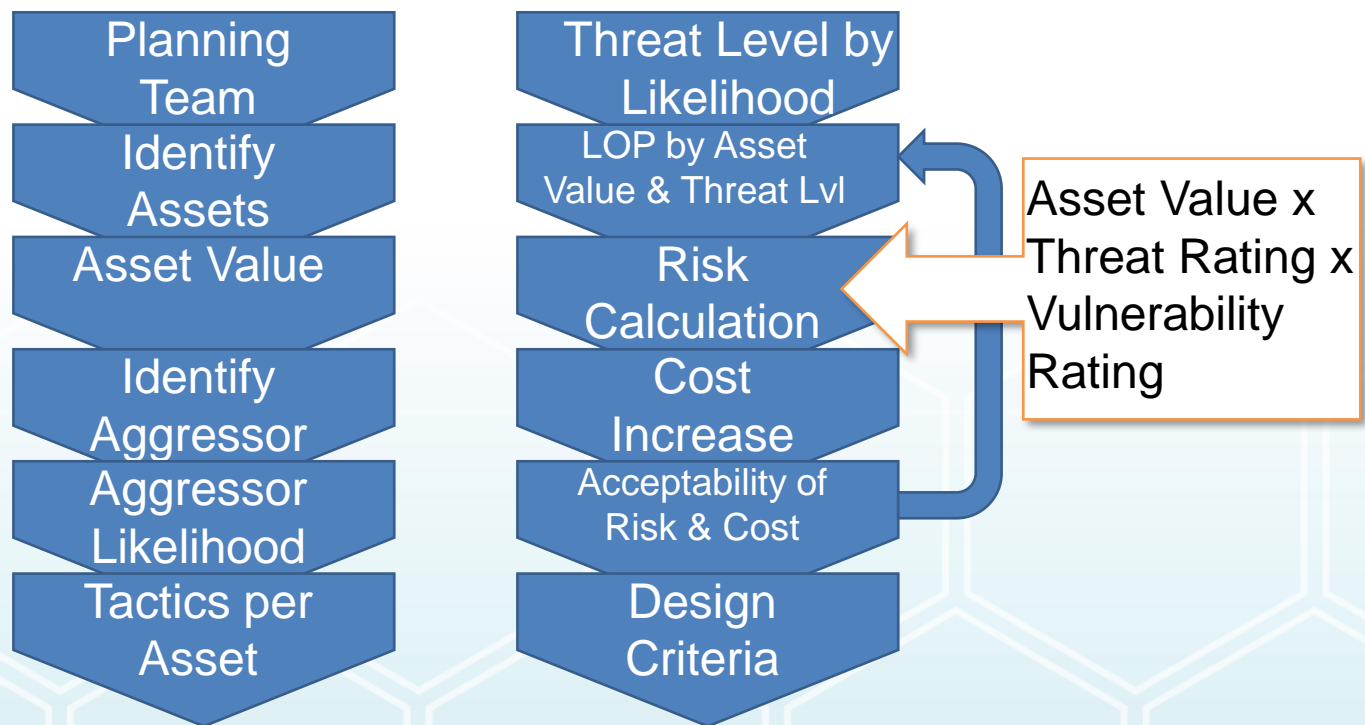 Planning
Team
Identify
Assets
Asset Value
Identify
Aggressor
Aggressor
Likelihood
Tactics per
Asset
Threat Level by
Likelihood
LOP by Asset
Value & Threat Lvl
Risk
Calculation
Cost
Increase
Acceptability of
Risk & Cost
Design
Criteria
Asset Value x
Threat Rating x
Vulnerability
Rating